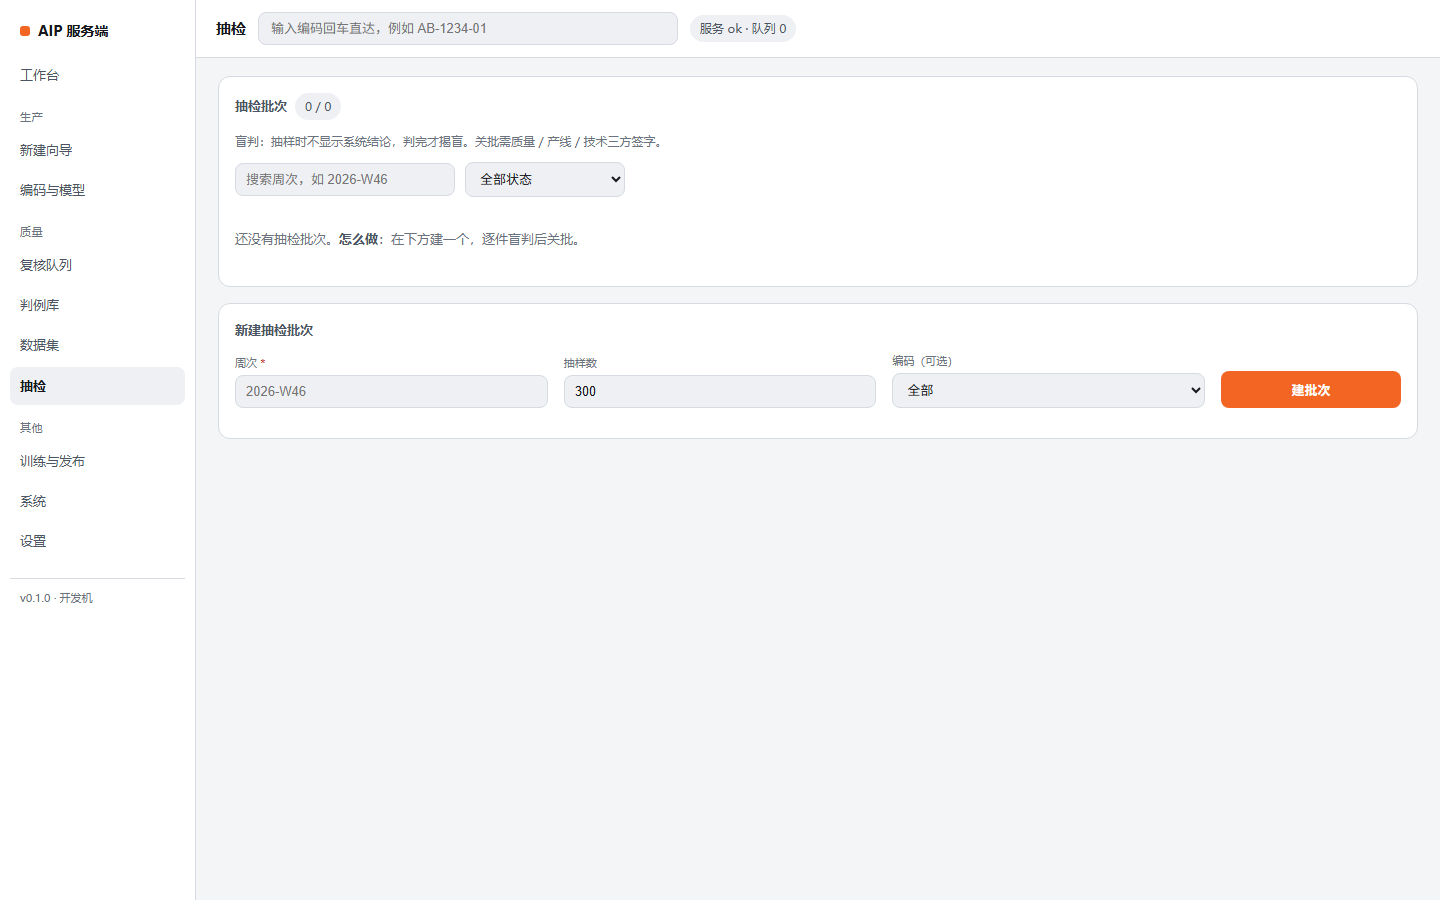 AIP 服务端
工作台
生产
新建向导
编码与模型
质量
复核队列
判例库
数据集
抽检
其他
训练与发布
系统
设置
v0.1.0 · 开发机
抽检
输入编码回车直达，例如 AB-1234-01
服务 ok · 队列 0
抽检批次 0 / 0
盲判：抽样时不显示系统结论，判完才揭盲。关批需质量 / 产线 / 技术三方签字。
搜索周次，如 2026-W46
全部状态
还没有抽检批次。怎么做：在下方建一个，逐件盲判后关批。
新建抽检批次
周次 *
抽样数
编码（可选）
2026-W46
300
全部
建批次